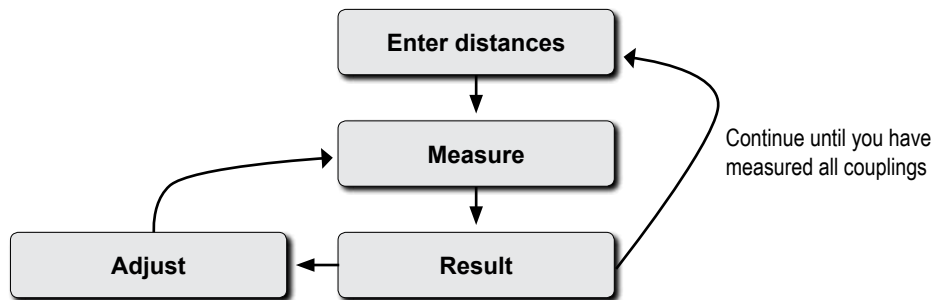 Enter distances
Measure
Continue until you have
measured all couplings
Adjust
Result